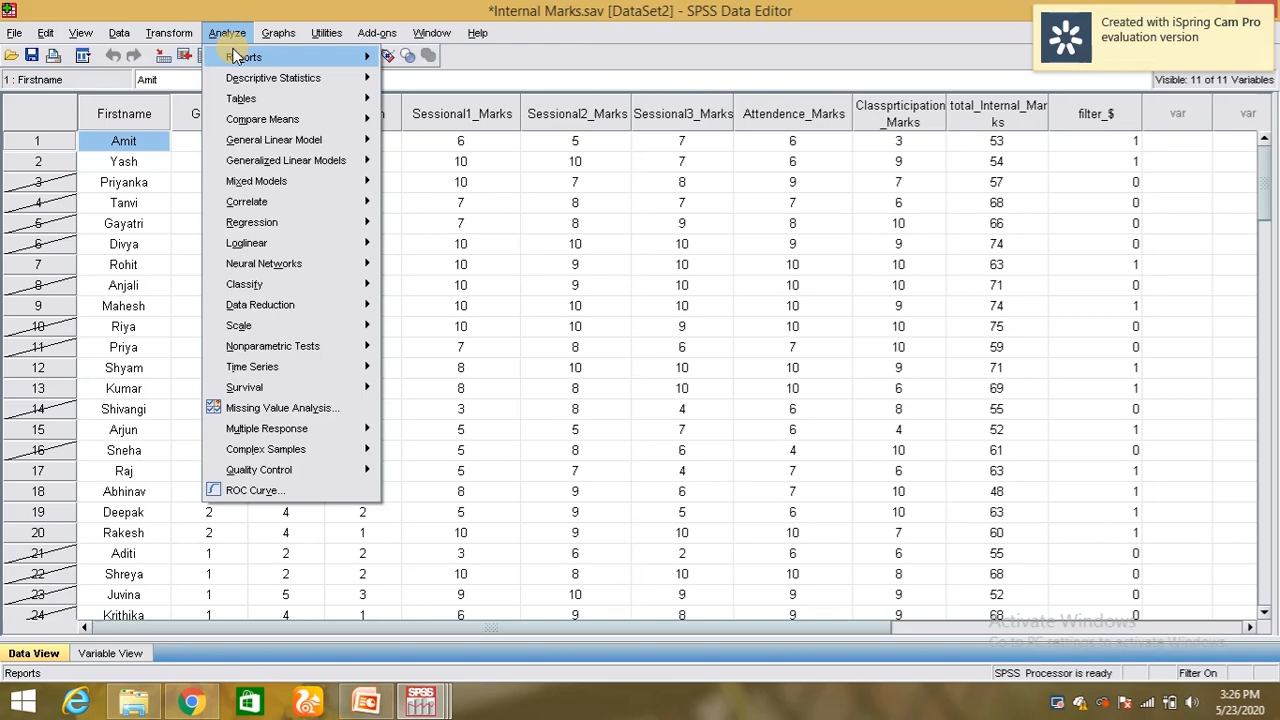 *Internal Marks.sav [DataSet2] - SPSS Data Editor
File Edit View Data Transform Analyze Graphs Utilities Add-ons Window Help
Created with iSpring Cam Pro
evaluation version
1 : Firstname Amit Visible: 11 of 11 Variables
Reports
Descriptive Statistics
Tables
Compare Means
General Linear Model
Generalized Linear Models
Mixed Models
Correlate
Regression
Loglinear
Neural Networks
Classify
Data Reduction
Scale
Nonparametric Tests
Time Series
Survival
Missing Value Analysis...
Multiple Response
Complex Samples
Quality Control
ROC Curve...
Firstname G n Sessional1_Marks Sessional2_Marks Sessional3_Marks Attendence_Marks Classprticipation_Marks total_Internal_Marks filter_$ var var
1 Amit 6 5 7 6 3 53 1
2 Yash 10 10 7 6 9 54 1
3 Priyanka 10 7 8 9 7 57 0
4 Tanvi 7 8 7 7 6 68 0
5 Gayatri 7 8 9 8 10 66 0
6 Divya 10 10 10 9 9 74 0
7 Rohit 10 9 10 10 10 63 1
8 Anjali 10 9 10 10 10 71 0
9 Mahesh 10 10 10 10 9 74 1
10 Riya 10 10 9 10 10 75 0
11 Priya 7 8 6 7 10 59 0
12 Shyam 8 10 10 10 9 71 1
13 Kumar 8 8 10 10 6 69 1
14 Shivangi 3 8 4 6 8 55 0
15 Arjun 5 5 7 6 4 52 1
16 Sneha 5 8 6 4 10 61 0
17 Raj 5 7 4 7 6 63 1
18 Abhinav 8 9 6 7 10 48 1
19 Deepak 2 4 2 5 9 5 6 10 63 1
20 Rakesh 2 4 1 10 9 10 10 7 60 1
21 Aditi 1 2 2 3 6 2 6 6 55 0
22 Shreya 1 2 2 10 8 10 10 8 68 0
23 Juvina 1 5 3 9 10 9 9 9 52 0
24 Krithika 1 4 1 6 9 8 9 9 68 0
Activate Windows
Go to PC settings to activate Windows.
Data View Variable View
Reports SPSS Processor is ready Filter On
SPSS
3:26 PM
5/23/2020